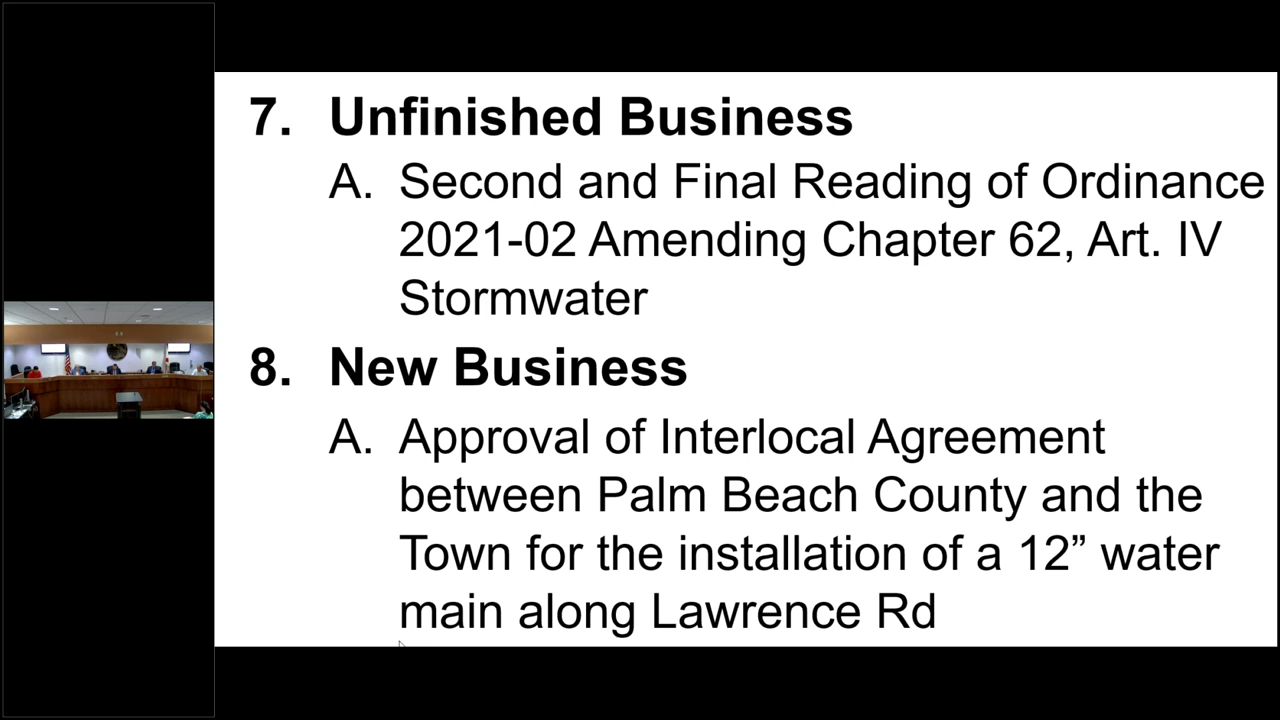 7. Unfinished Business
A. Second and Final Reading of Ordinance
2021-02 Amending Chapter 62, Art. IV
Stormwater
8. New Business
A. Approval of Interlocal Agreement
between Palm Beach County and the
Town for the installation of a 12” water
main along Lawrence Rd